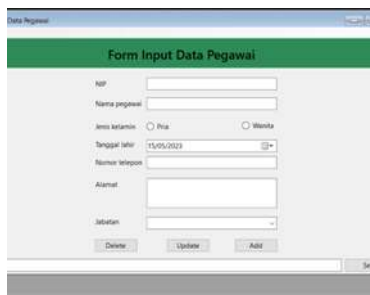 Data Pegawai
Form Input Data Pegawai
NIP
Nama pegawai
Jenis kelamin Pria Wanita
Tanggal lahir 15/05/2023
Nomor telepon
Alamat
Jabatan
Delete Update Add